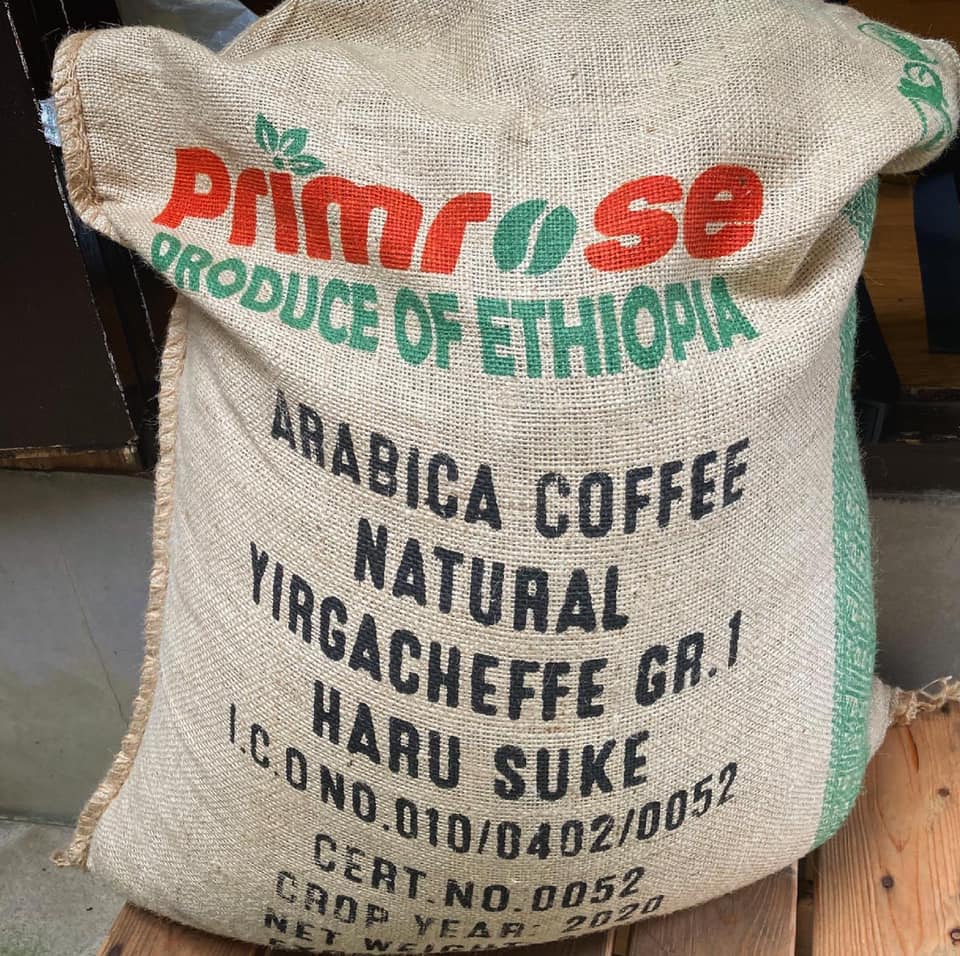 primrose
PRODUCE OF ETHIOPIA
ARABICA COFFEE
NATURAL
YIRGACHEFFE GR.1
HARU SUKE
I.C.O NO.010/0402/0052
CERT.NO.0052
CROP YEAR: 2020
NET WEIGHT